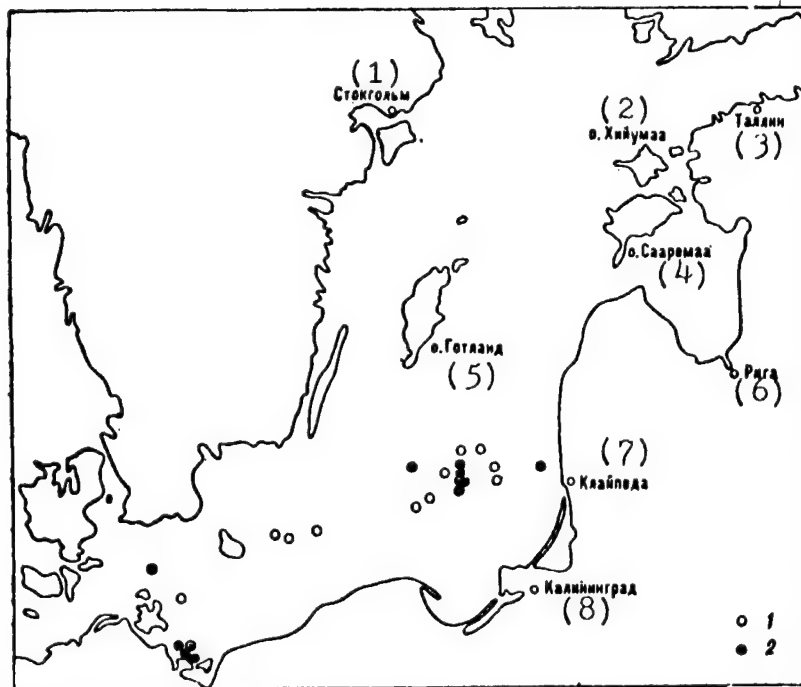 (1)
Стокгольм
(2)
о. Хийумаа
Таллин
(3)
о. Сааремаа
(4)
о. Готланд
(5)
Рига
(6)
(7)
Клайпеда
Калининград
(8)
1
2